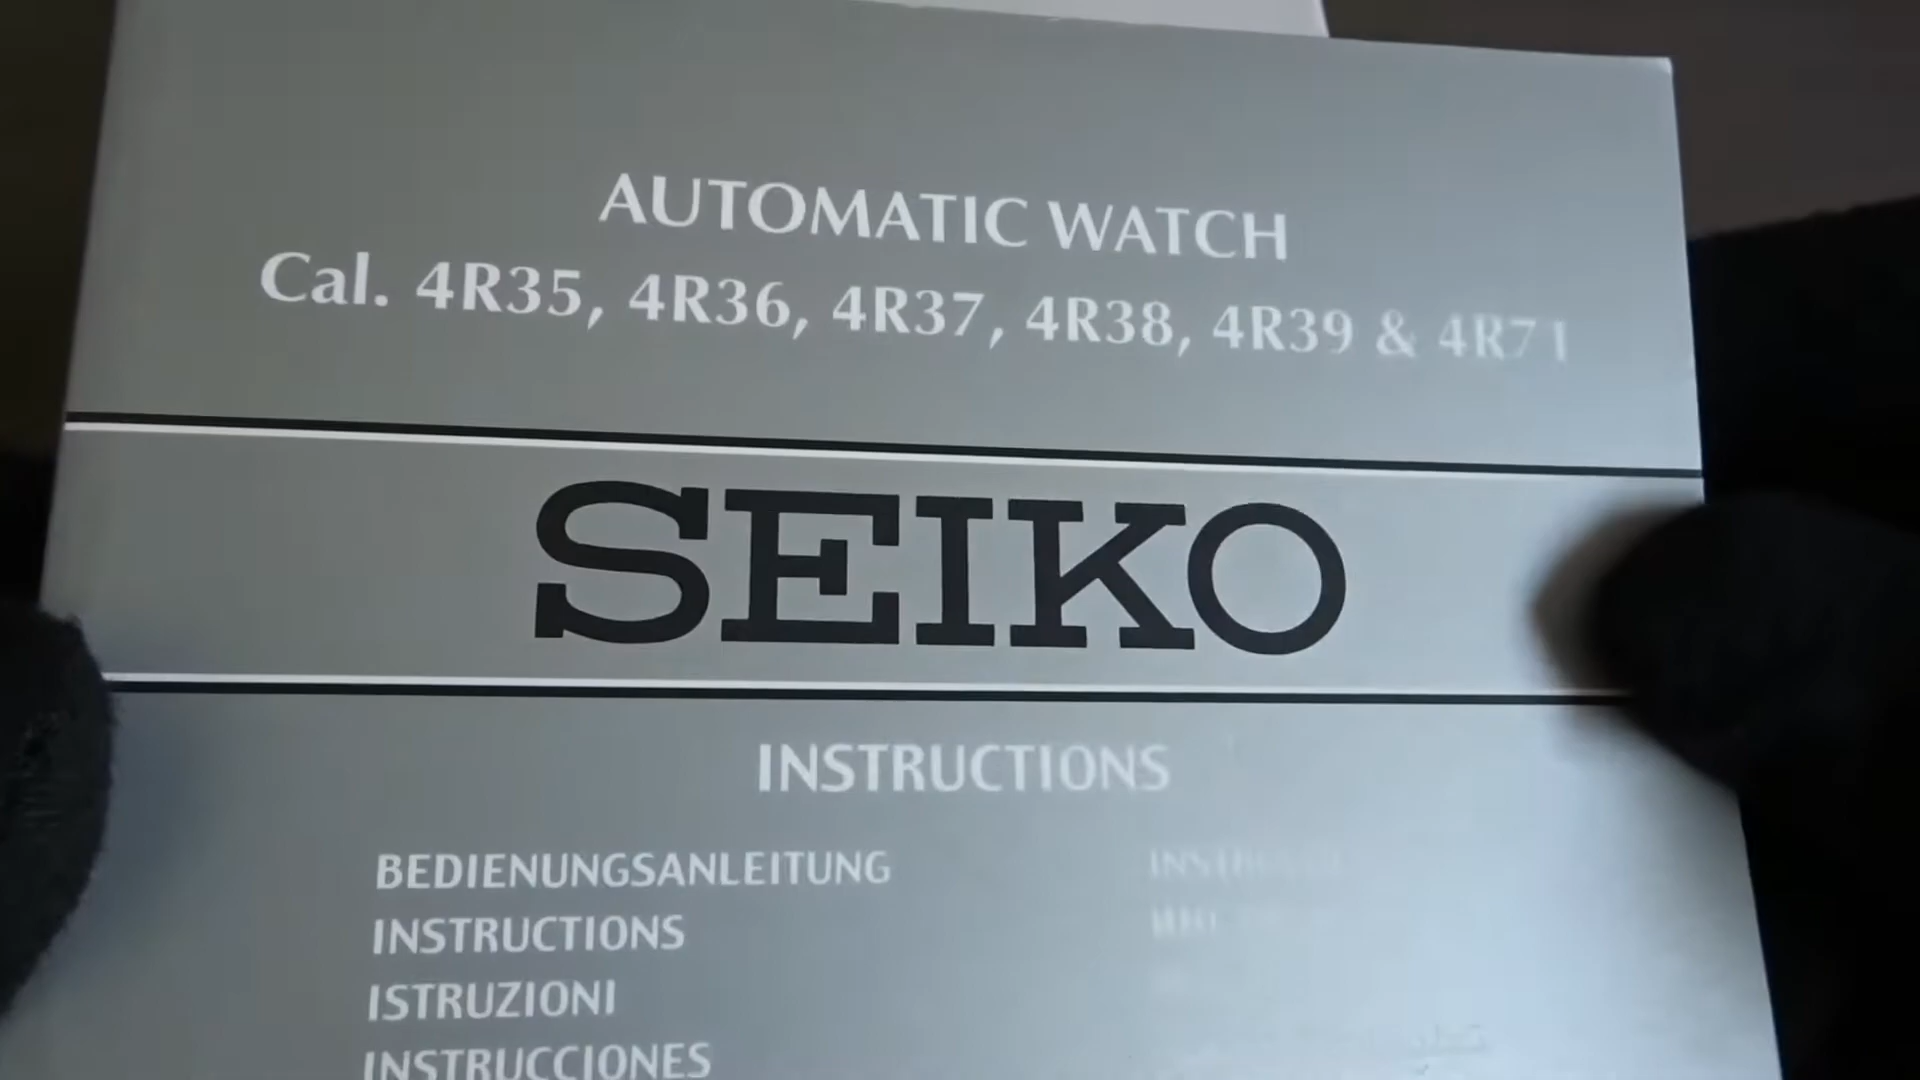 AUTOMATIC WATCH
Cal. 4R35, 4R36, 4R37, 4R38, 4R39 & 4R71
SEIKO
INSTRUCTIONS
BEDIENUNGSANLEITUNG
INSTRUCTIONS
ISTRUZIONI
INSTRUCCIONES